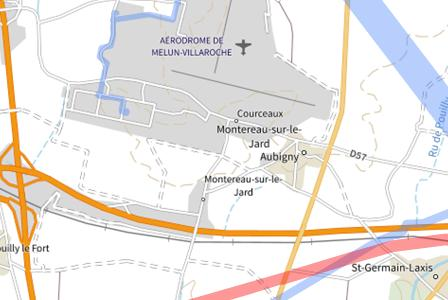 AÉRODROME DE
MELUN-VILLAROCHE
Courceaux
Montereau-sur-le-
Jard
Aubigny
D57
Ru de Pouilly
Montereau-sur-le-
Jard
ouilly le Fort
St-Germain-Laxis